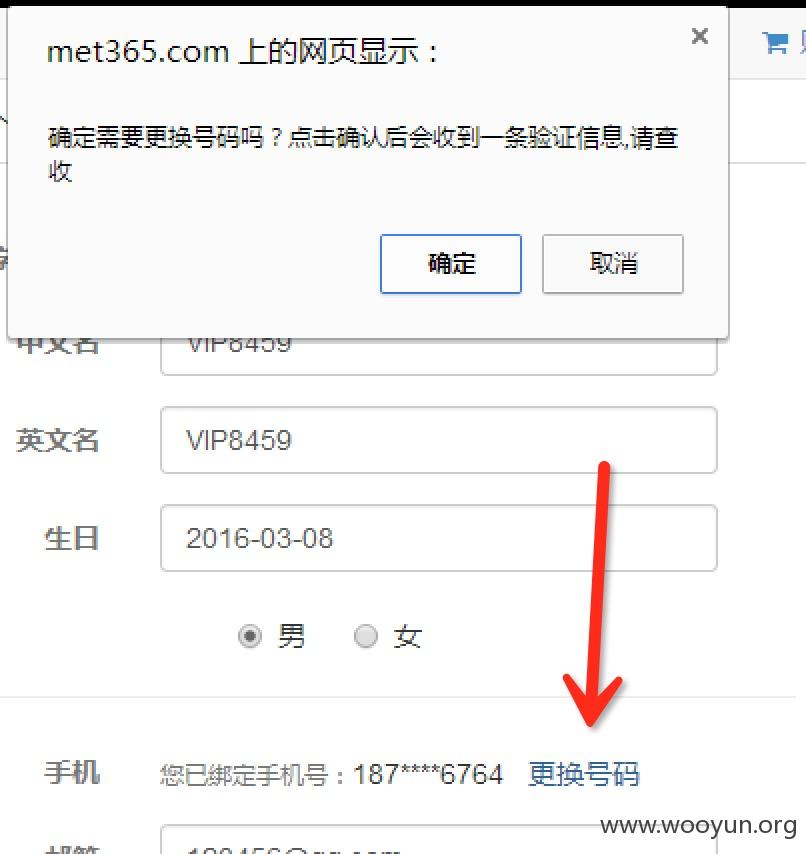 met365.com 上的网页显示：
确定需要更换号码吗？点击确认后会收到一条验证信息,请查
收
确定 取消
中文名 VIP8459
英文名 VIP8459
生日 2016-03-08
男 女
手机 您已绑定手机号：187****6764 更换号码
邮箱
www.wooyun.org